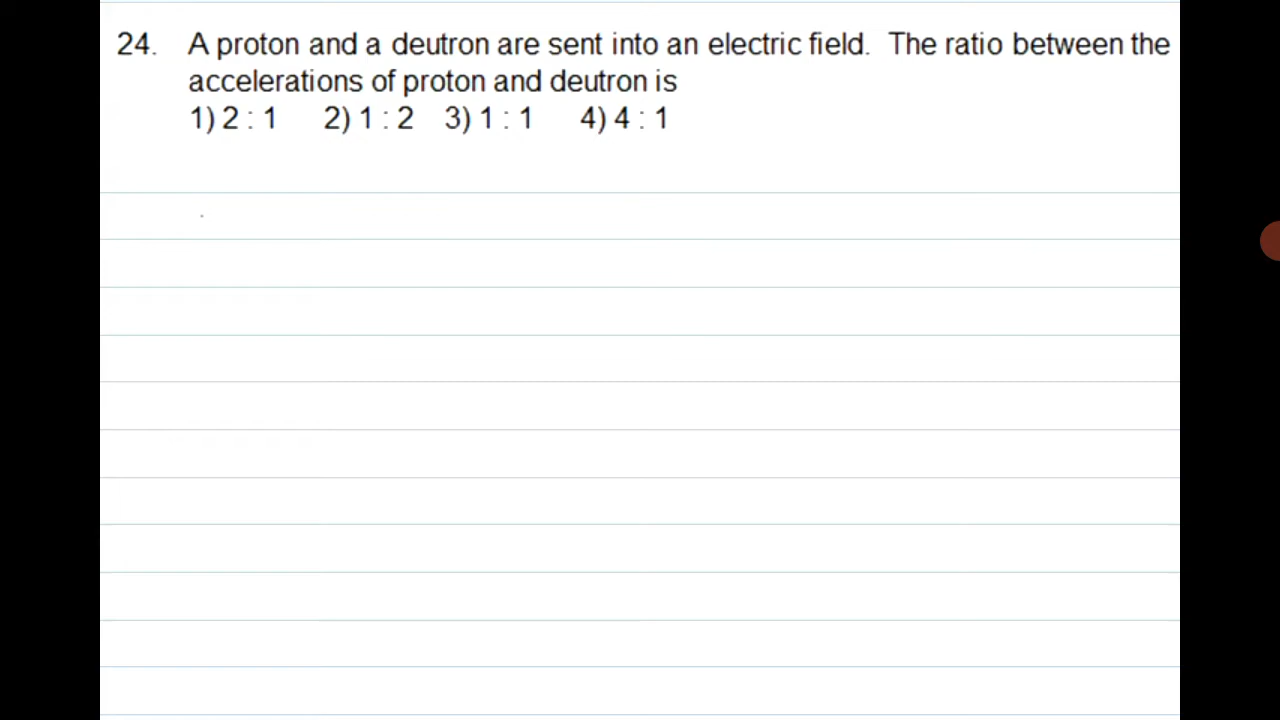 24. A proton and a deutron are sent into an electric field. The ratio between the
accelerations of proton and deutron is
1) 2 : 1 2) 1 : 2 3) 1 : 1 4) 4 : 1